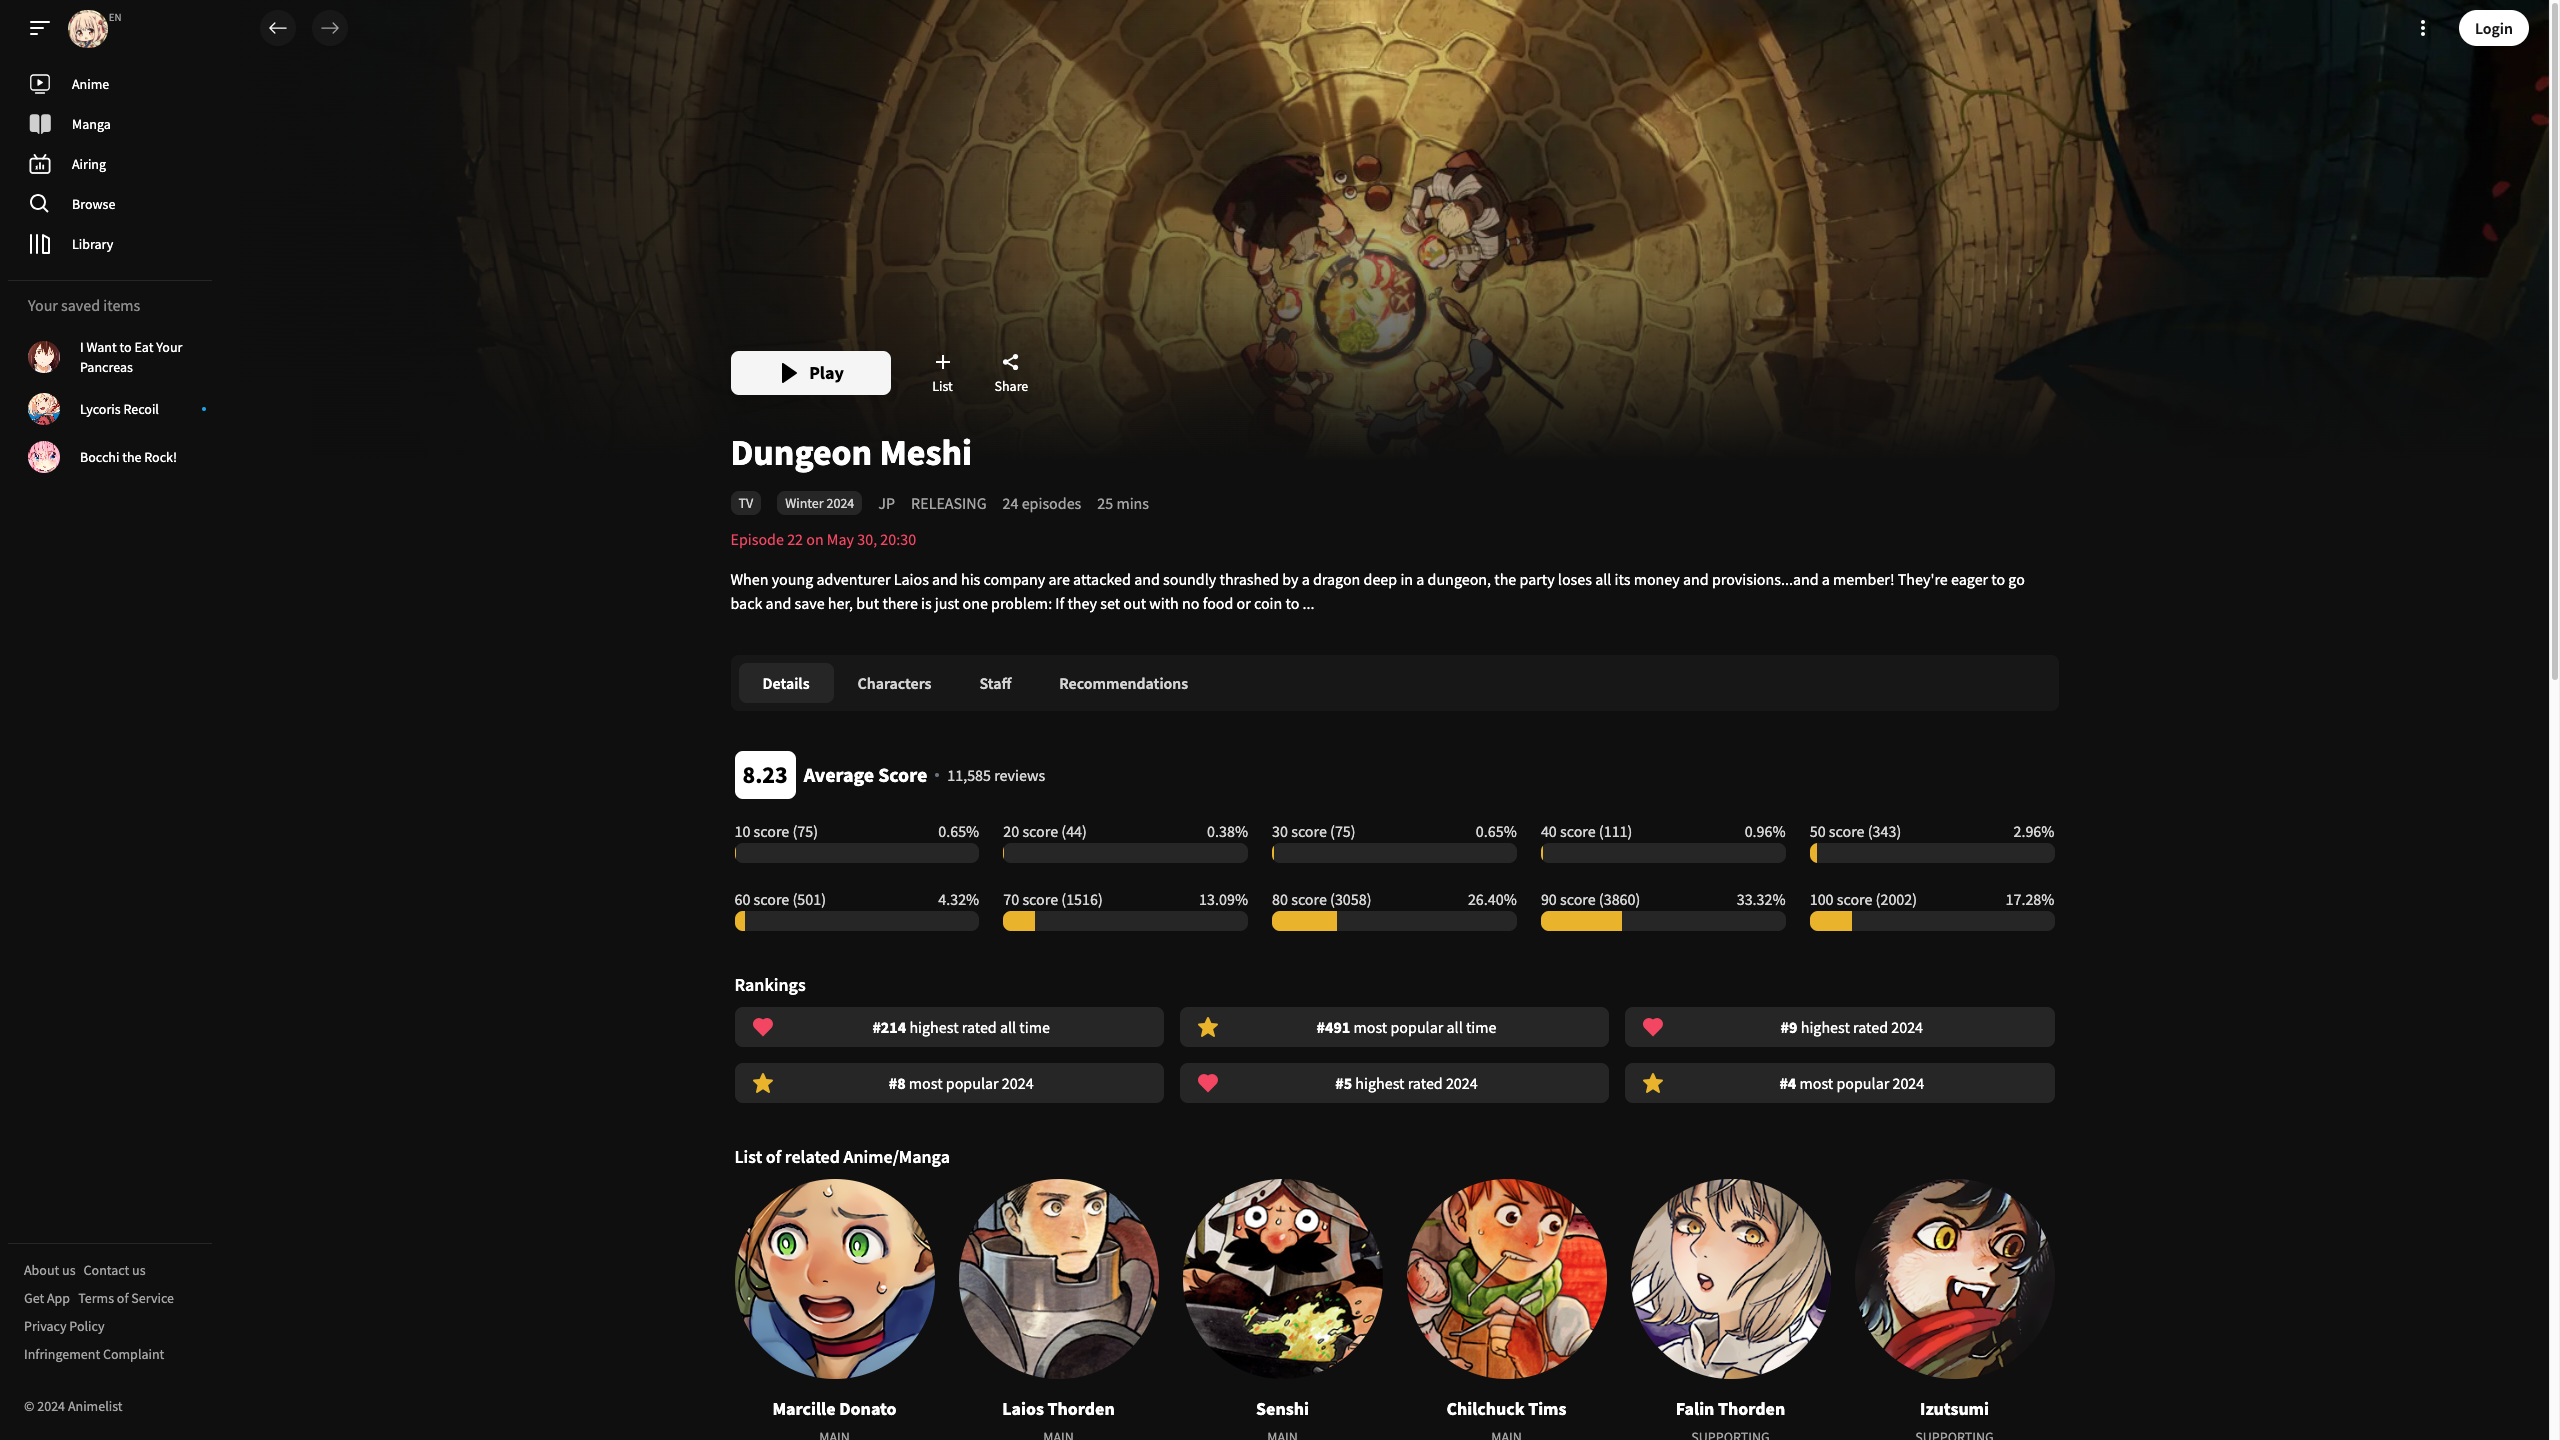 EN
Login
Anime
Manga
Airing
Browse
Library
Your saved items
I Want to Eat Your
Pancreas
Lycoris Recoil
Bocchi the Rock!
About us Contact us
Get App Terms of Service
Privacy Policy
Infringement Complaint
© 2024 Animelist
Play
List
Share
Dungeon Meshi
TV Winter 2024 JP RELEASING 24 episodes 25 mins
Episode 22 on May 30, 20:30
When young adventurer Laios and his company are attacked and soundly thrashed by a dragon deep in a dungeon, the party loses all its money and provisions...and a member! They're eager to go
back and save her, but there is just one problem: If they set out with no food or coin to ...
Details Characters Staff Recommendations
8.23 Average Score • 11,585 reviews
10 score (75) 0.65% 20 score (44) 0.38% 30 score (75) 0.65% 40 score (111) 0.96% 50 score (343) 2.96%
60 score (501) 4.32% 70 score (1516) 13.09% 80 score (3058) 26.40% 90 score (3860) 33.32% 100 score (2002) 17.28%
Rankings
#214 highest rated all time #491 most popular all time #9 highest rated 2024
#8 most popular 2024 #5 highest rated 2024 #4 most popular 2024
List of related Anime/Manga
Marcille Donato Laios Thorden Senshi Chilchuck Tims Falin Thorden Izutsumi
MAIN MAIN MAIN MAIN SUPPORTING SUPPORTING